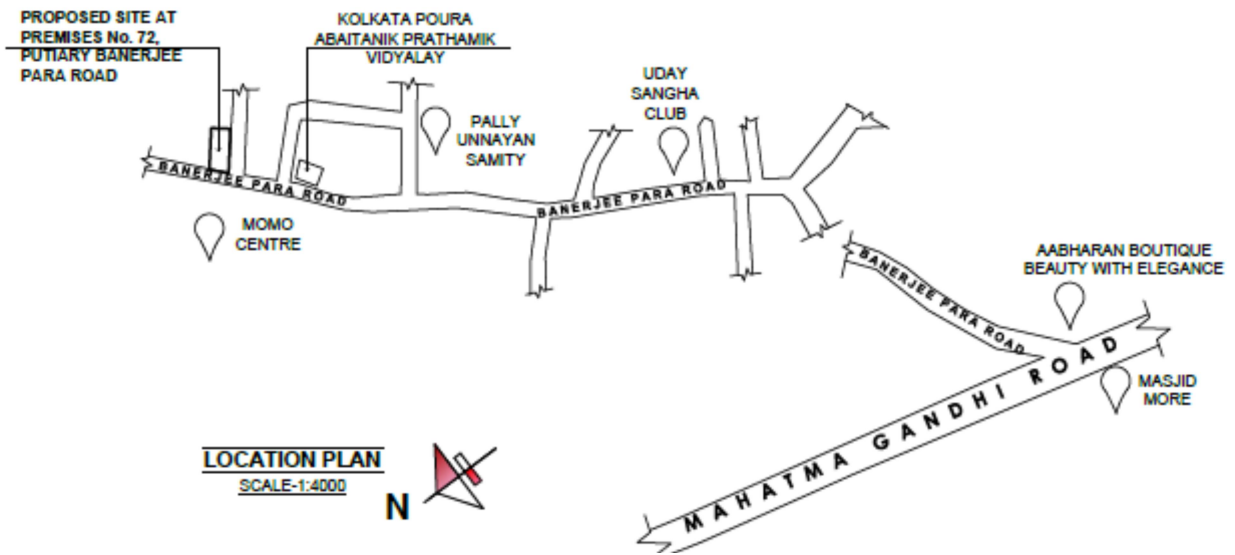 PROPOSED SITE AT
PREMISES No. 72,
PUTIARY BANERJEE
PARA ROAD
KOLKATA POURA
ABAITANIK PRATHAMIK
VIDYALAY
UDAY
SANGHA
CLUB
PALLY
UNNAYAN
SAMITY
BANERJEE PARA ROAD
BANERJEE PARA ROAD
MOMO
CENTRE
AABHARAN BOUTIQUE
BEAUTY WITH ELEGANCE
BANERJEE PARA ROAD
MAHATMA GANDHI ROAD
MASJID
MORE
LOCATION PLAN
SCALE-1:4000
N